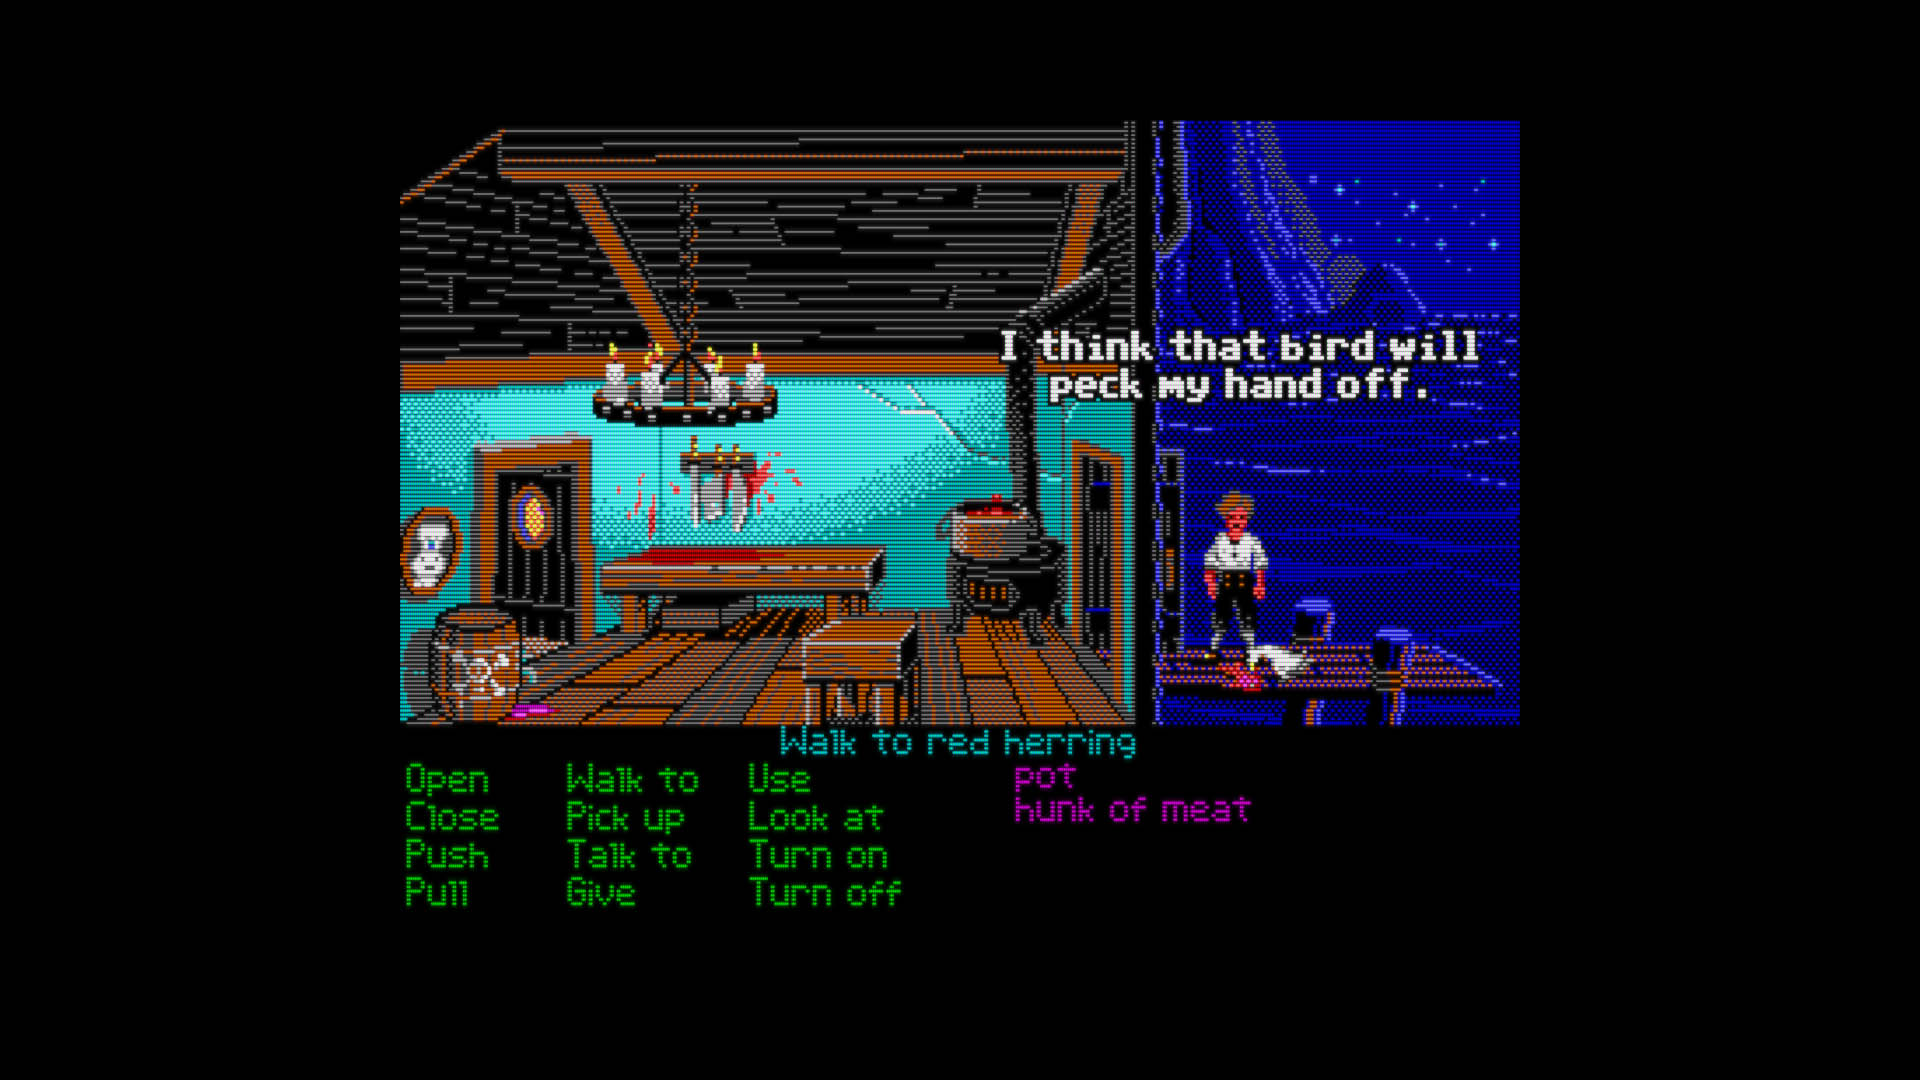 I think that bird will
peck my hand off.
Walk to red herring
Open Walk to Use pot
Close Pick up Look at hunk of meat
Push Talk to Turn on
Pull Give Turn off